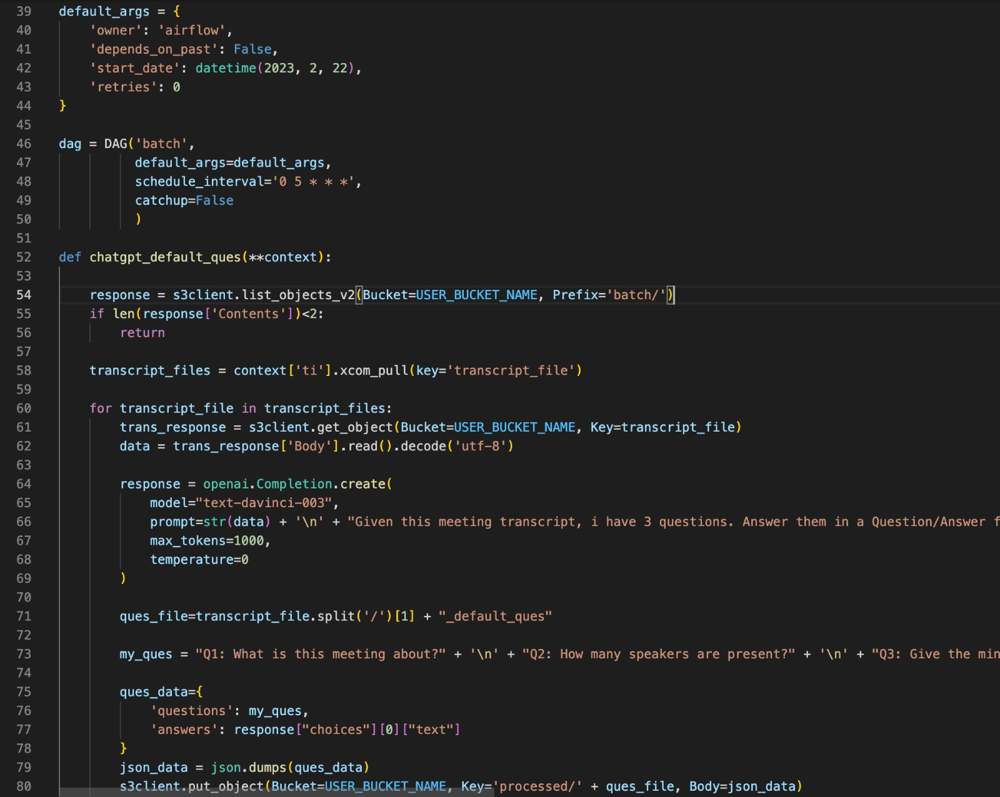 39 default_args = {
40     'owner': 'airflow',
41     'depends_on_past': False,
42     'start_date': datetime(2023, 2, 22),
43     'retries': 0
44 }
45
46 dag = DAG('batch',
47           default_args=default_args,
48           schedule_interval='0 5 * * *',
49           catchup=False
50           )
51
52 def chatgpt_default_ques(**context):
53
54     response = s3client.list_objects_v2(Bucket=USER_BUCKET_NAME, Prefix='batch/')
55     if len(response['Contents'])<2:
56         return
57
58     transcript_files = context['ti'].xcom_pull(key='transcript_file')
59
60     for transcript_file in transcript_files:
61         trans_response = s3client.get_object(Bucket=USER_BUCKET_NAME, Key=transcript_file)
62         data = trans_response['Body'].read().decode('utf-8')
63
64         response = openai.Completion.create(
65             model="text-davinci-003",
66             prompt=str(data) + '\n' + "Given this meeting transcript, i have 3 questions. Answer them in a Question/Answer f
67             max_tokens=1000,
68             temperature=0
69         )
70
71         ques_file=transcript_file.split('/')[1] + "_default_ques"
72
73         my_ques = "Q1: What is this meeting about?" + '\n' + "Q2: How many speakers are present?" + '\n' + "Q3: Give the min
74
75         ques_data={
76             'questions': my_ques,
77             'answers': response["choices"][0]["text"]
78         }
79         json_data = json.dumps(ques_data)
80         s3client.put_object(Bucket=USER_BUCKET_NAME, Key='processed/' + ques_file, Body=json_data)